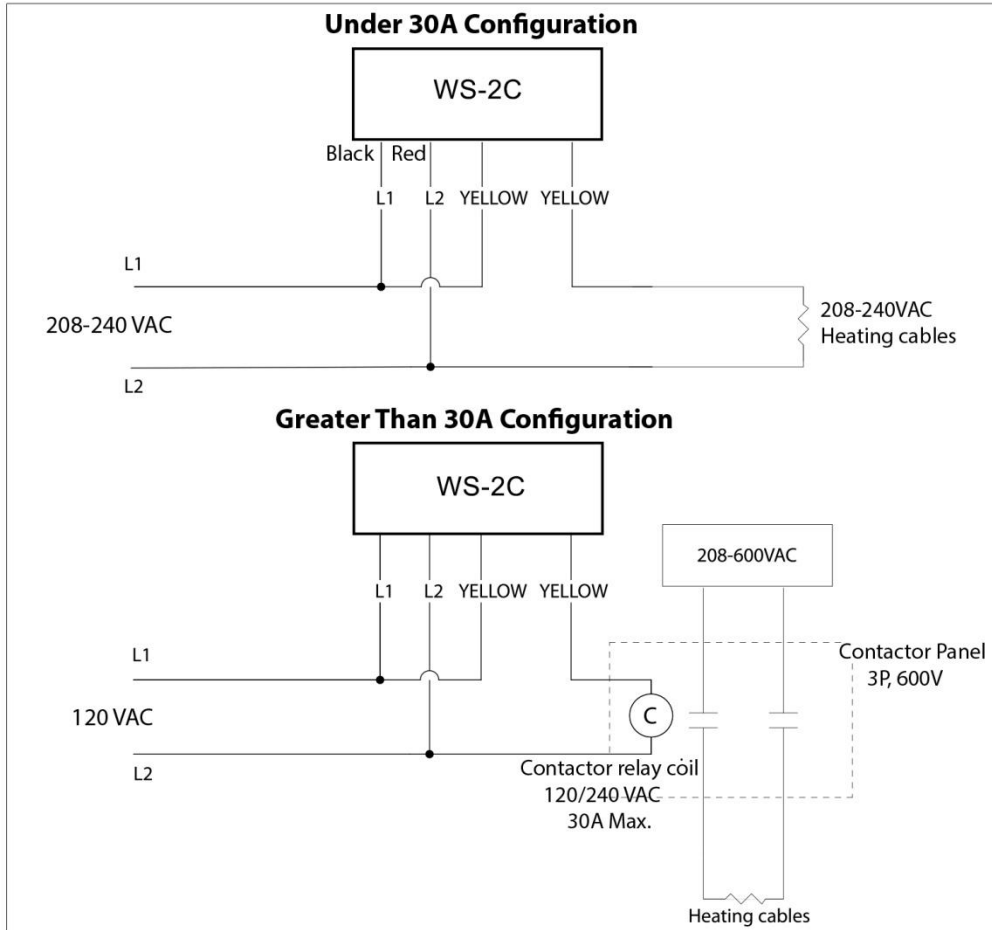 Under 30A Configuration
WS-2C
Black Red
L1 L2 YELLOW YELLOW
L1
208-240 VAC
L2
208-240VAC
Heating cables
Greater Than 30A Configuration
WS-2C
L1 L2 YELLOW YELLOW
208-600VAC
L1
120 VAC
L2
C
Contactor Panel
3P, 600V
Contactor relay coil
120/240 VAC
30A Max.
Heating cables